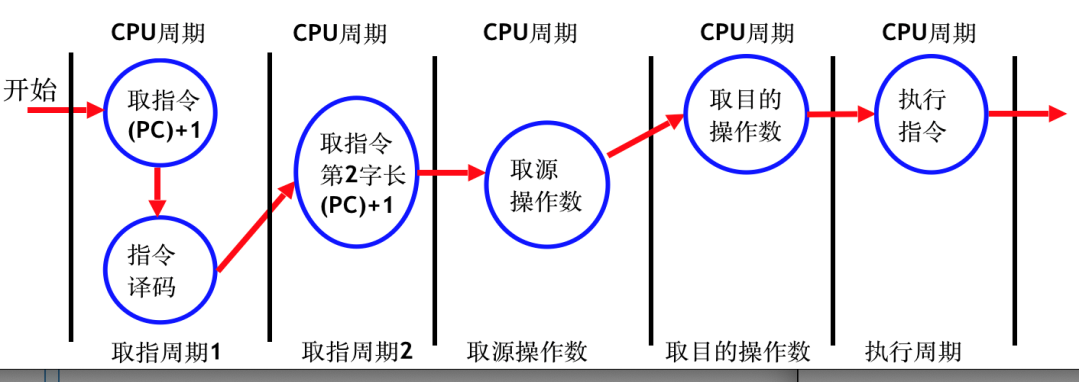 CPU周期
CPU周期
CPU周期
CPU周期
CPU周期
开始
取指令
(PC)+1
指令
译码
取指令
第2字长
(PC)+1
取源
操作数
取目的
操作数
执行
指令
取指周期1
取指周期2
取源操作数
取目的操作数
执行周期